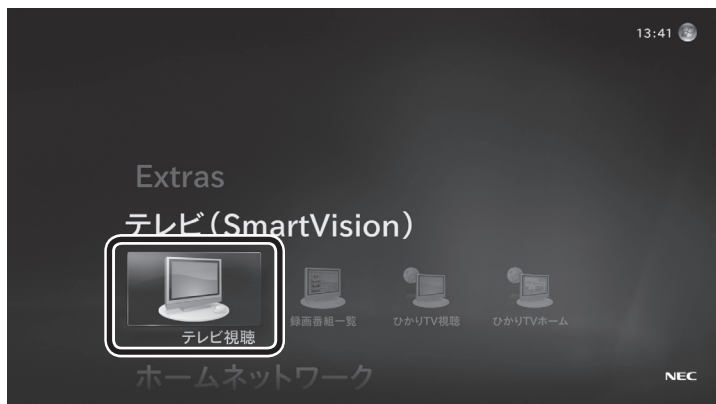 13:41
Extras
テレビ（SmartVision）
テレビ視聴
録画番組一覧
ひかりTV視聴
ひかりTVホーム
ホームネットワーク
NEC